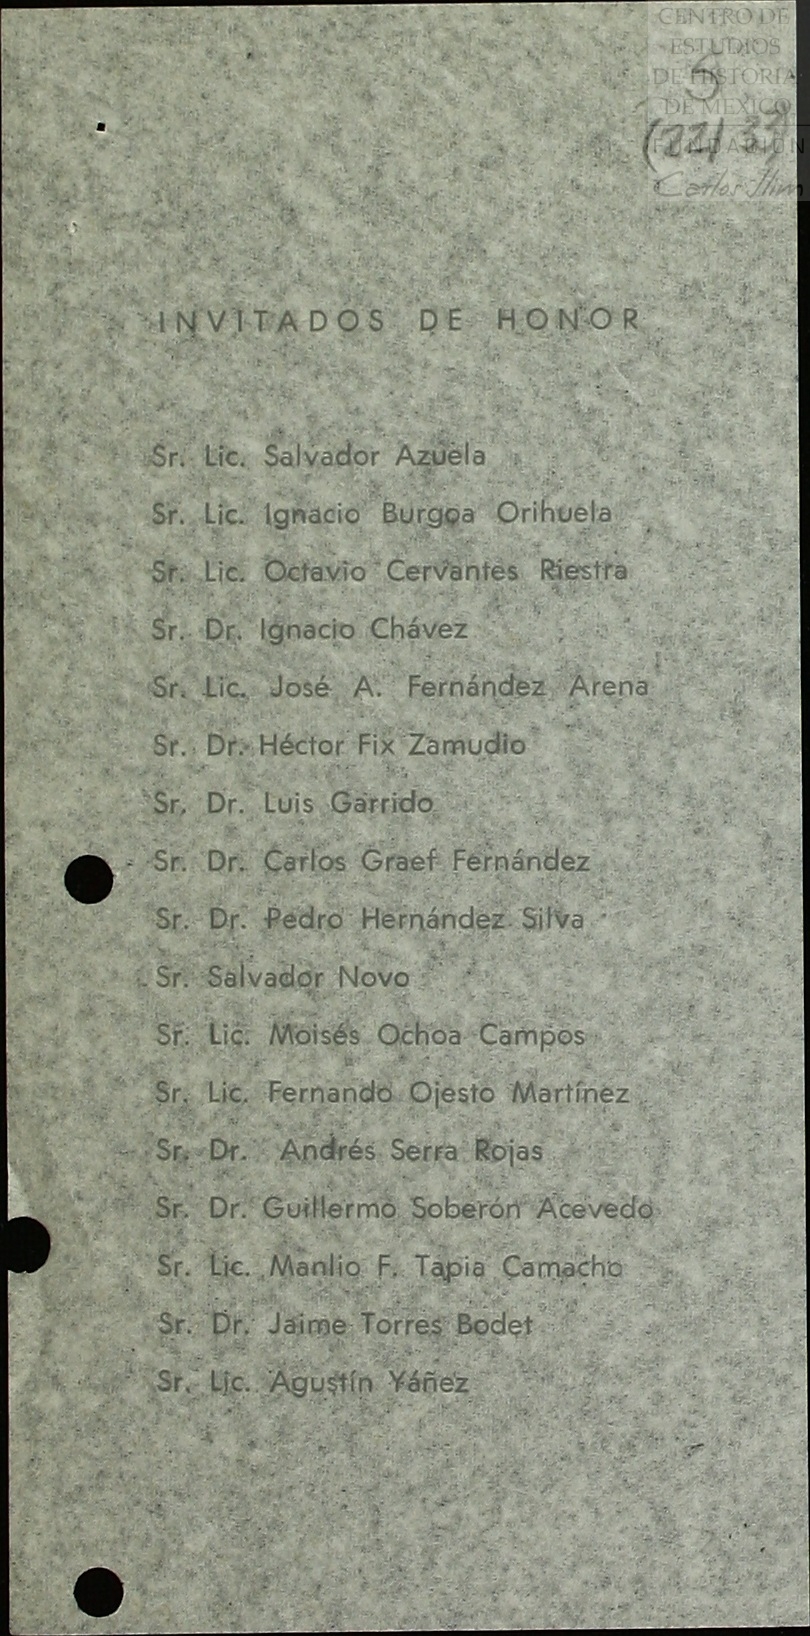 CENTRO DE
ESTUDIOS
DE HISTORIA
DE MEXICO
FUNDACION
Carlos Slim
5
INVITADOS DE HONOR
Sr. Lic. Salvador Azuela
Sr. Lic. Ignacio Burgoa Orihuela
Sr. Lic. Octavio Cervantes Riestra
Sr. Dr. Ignacio Chávez
Sr. Lic. José A. Fernández Arena
Sr. Dr. Héctor Fix Zamudio
Sr. Dr. Luis Garrido
Sr. Dr. Carlos Graef Fernández
Sr. Dr. Pedro Hernández Silva
Sr. Salvador Novo
Sr. Lic. Moisés Ochoa Campos
Sr. Lic. Fernando Ojesto Martínez
Sr. Dr. Andrés Serra Rojas
Sr. Dr. Guillermo Soberón Acevedo
Sr. Lic. Manlio F. Tapia Camacho
Sr. Dr. Jaime Torres Bodet
Sr. Lic. Agustín Yáñez